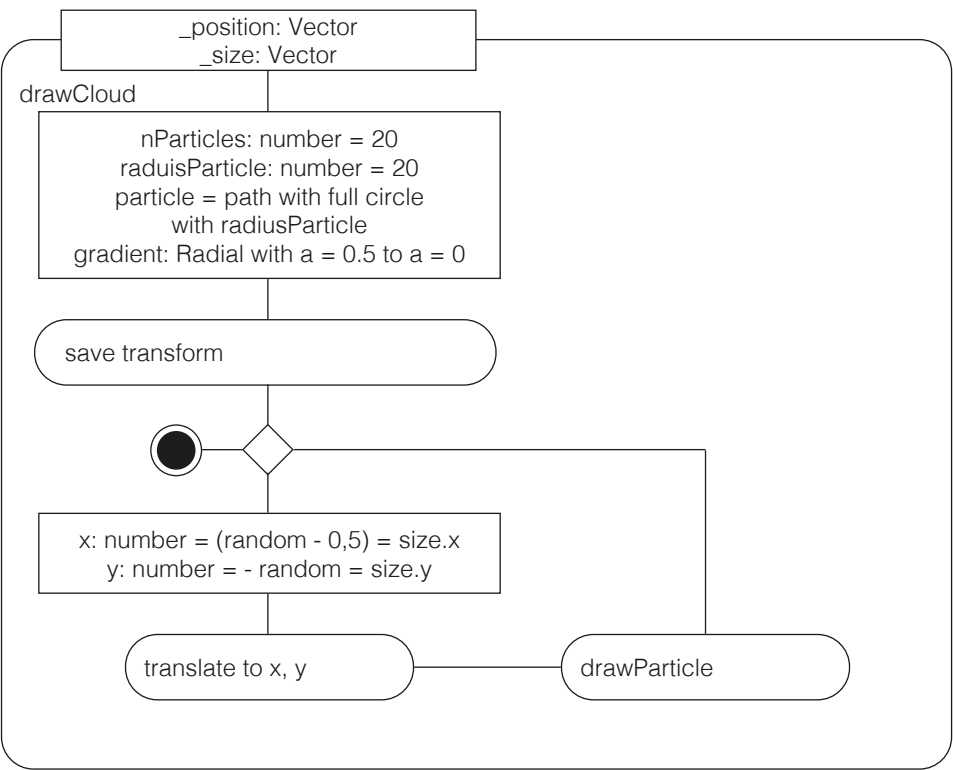 _position: Vector
_size: Vector
drawCloud
nParticles: number = 20
raduisParticle: number = 20
particle = path with full circle
with radiusParticle
gradient: Radial with a = 0.5 to a = 0
save transform
x: number = (random - 0,5) = size.x
y: number = - random = size.y
translate to x, y
drawParticle